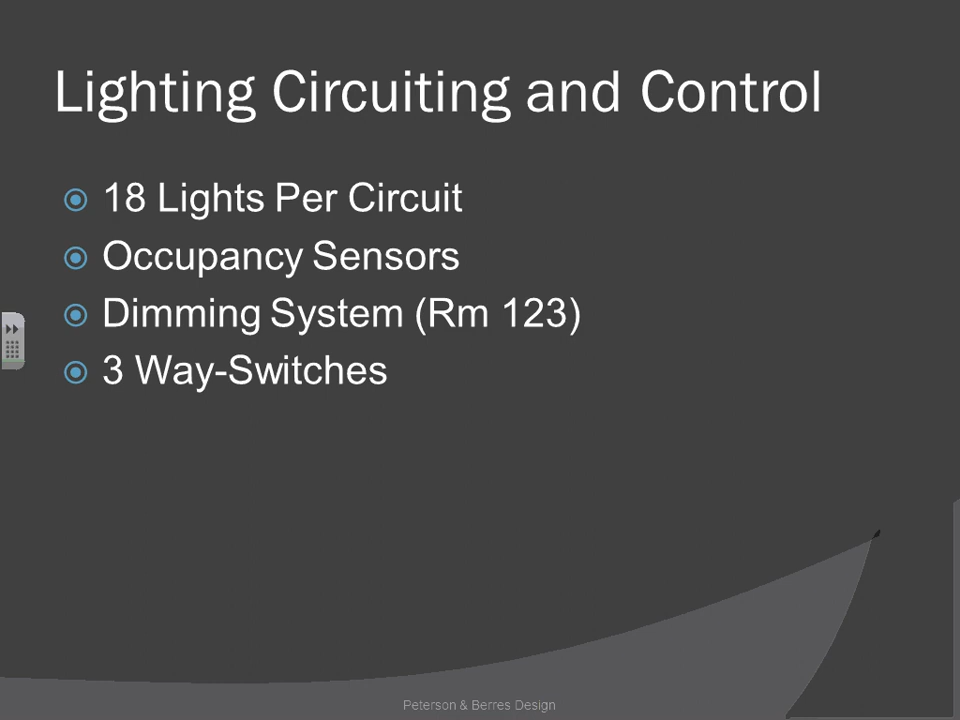 Lighting Circuiting and Control
18 Lights Per Circuit
Occupancy Sensors
Dimming System (Rm 123)
3 Way-Switches
Peterson & Berres Design